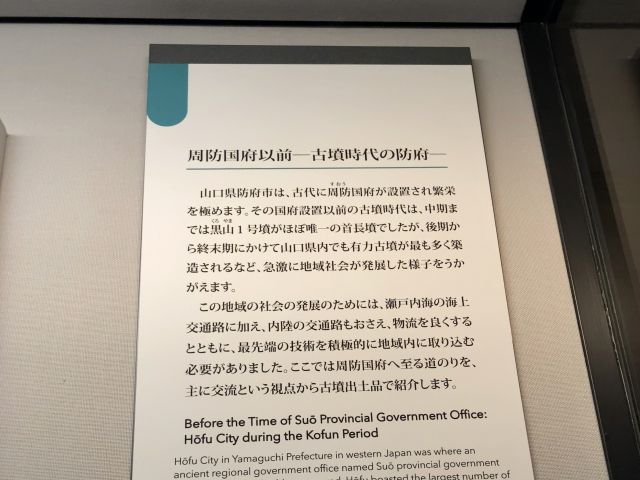 周防国府以前―古墳時代の防府―
山口県防府市は、古代に周防国府が設置され繁栄
を極めます。その国府設置以前の古墳時代は、中期ま
では黒山1号墳がほぼ唯一の首長墳でしたが、後期か
ら終末期にかけて山口県内でも有力古墳が最も多く築
造されるなど、急激に地域社会が発展した様子をうか
がえます。
この地域の社会の発展のためには、瀬戸内海の海上
交通路に加え、内陸の交通路もおさえ、物流を良くする
とともに、最先端の技術を積極的に地域内に取り込む
必要がありました。ここでは周防国府へ至る道のりを、
主に交流という視点から古墳出土品で紹介します。
Before the Time of Suō Provincial Government Office:
Hōfu City during the Kofun Period
Hōfu City in Yamaguchi Prefecture in western Japan was where an
ancient regional government office named Suō provincial government
Hōfu boasted the largest number of